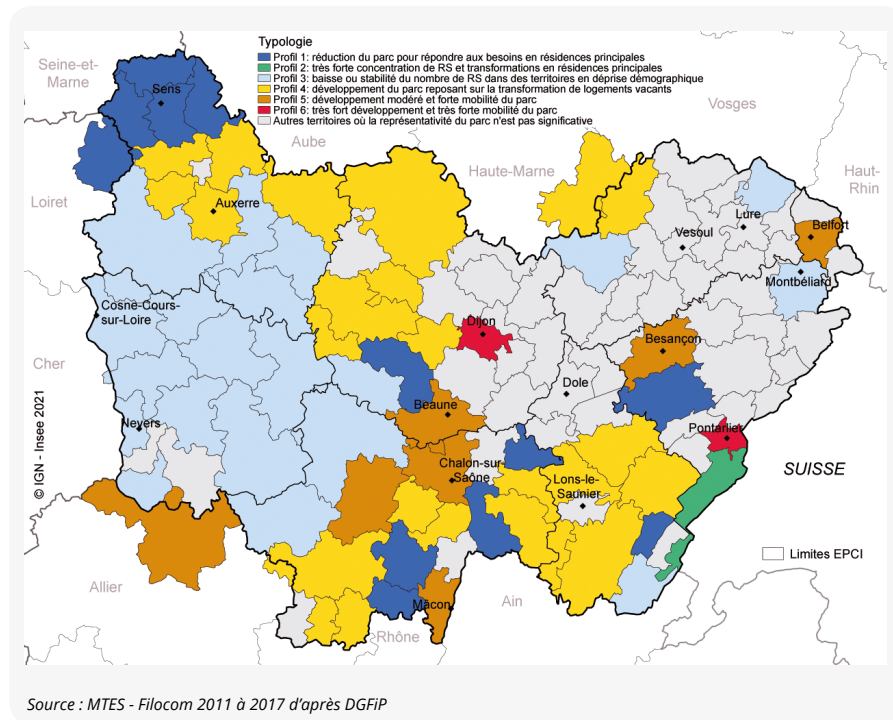 Typologie
Profil 1: réduction du parc pour répondre aux besoins en résidences principales
Profil 2: très forte concentration de RS et transformations en résidences principales
Profil 3: baisse ou stabilité du nombre de RS dans des territoires en déprise démographique
Profil 4: développement du parc reposant sur la transformation de logements vacants
Profil 5: développement modéré et forte mobilité du parc
Profil 6: très fort développement et très forte mobilité du parc
Autres territoires où la représentativité du parc n'est pas significative
Seine-et-
Marne
Sens
Vosges
Aube
Haute-Marne
Haut-
Rhin
Loiret
Auxerre
Lure
Belfort
Vesoul
Montbéliard
Cosne-Cours-
sur-Loire
Dijon
Besançon
Cher
Dole
Beaune
Nevers
Pontarlier
© IGN - Insee 2021
Chalon-sur-
Saône
Lons-le-
Saunier
SUISSE
Limites EPCI
Allier
Mâcon
Ain
Rhône
Source : MTES - Filocom 2011 à 2017 d'après DGFiP